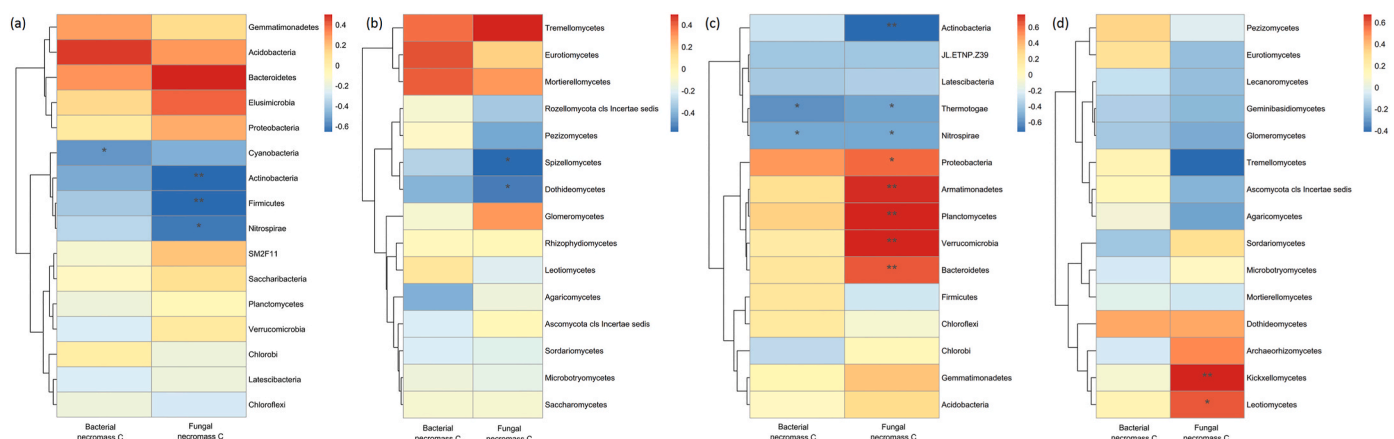 (a)
Gemmatimonadetes
Acidobacteria
Bacteroidetes
Elusimicrobia
Proteobacteria
Cyanobacteria
*
Actinobacteria
**
Firmicutes
**
Nitrospirae
*
SM2F11
Saccharibacteria
Planctomycetes
Verrucomicrobia
Chlorobi
Latescibacteria
Chloroflexi
Bacterial
necromass C
Fungal
necromass C
0.4
0.2
0
-0.2
-0.4
-0.6
(b)
Tremellomycetes
Eurotiomycetes
Mortierellomycetes
Rozellomycota cls Incertae sedis
Pezizomycetes
Spizellomycetes
*
Dothideomycetes
*
Glomeromycetes
Rhizophydiomycetes
Leotiomycetes
Agaricomycetes
Ascomycota cls Incertae sedis
Sordariomycetes
Microbotryomycetes
Saccharomycetes
Bacterial
necromass C
Fungal
necromass C
0.4
0.2
0
-0.2
-0.4
(c)
Actinobacteria
**
JL.ETNP.Z39
Latescibacteria
Thermotogae
* *
Nitrospirae
* *
Proteobacteria
*
Armatimonadetes
**
Planctomycetes
**
Verrucomicrobia
**
Bacteroidetes
**
Firmicutes
Chloroflexi
Chlorobi
Gemmatimonadetes
Acidobacteria
Bacterial
necromass C
Fungal
necromass C
0.6
0.4
0.2
0
-0.2
-0.4
-0.6
(d)
Pezizomycetes
Eurotiomycetes
Lecanoromycetes
Geminibasidiomycetes
Glomeromycetes
Tremellomycetes
Ascomycota cls Incertae sedis
Agaricomycetes
Sordariomycetes
Microbotryomycetes
Mortierellomycetes
Dothideomycetes
Archaeorhizomycetes
Kickxellomycetes
**
Leotiomycetes
*
Bacterial
necromass C
Fungal
necromass C
0.6
0.4
0.2
0
-0.2
-0.4